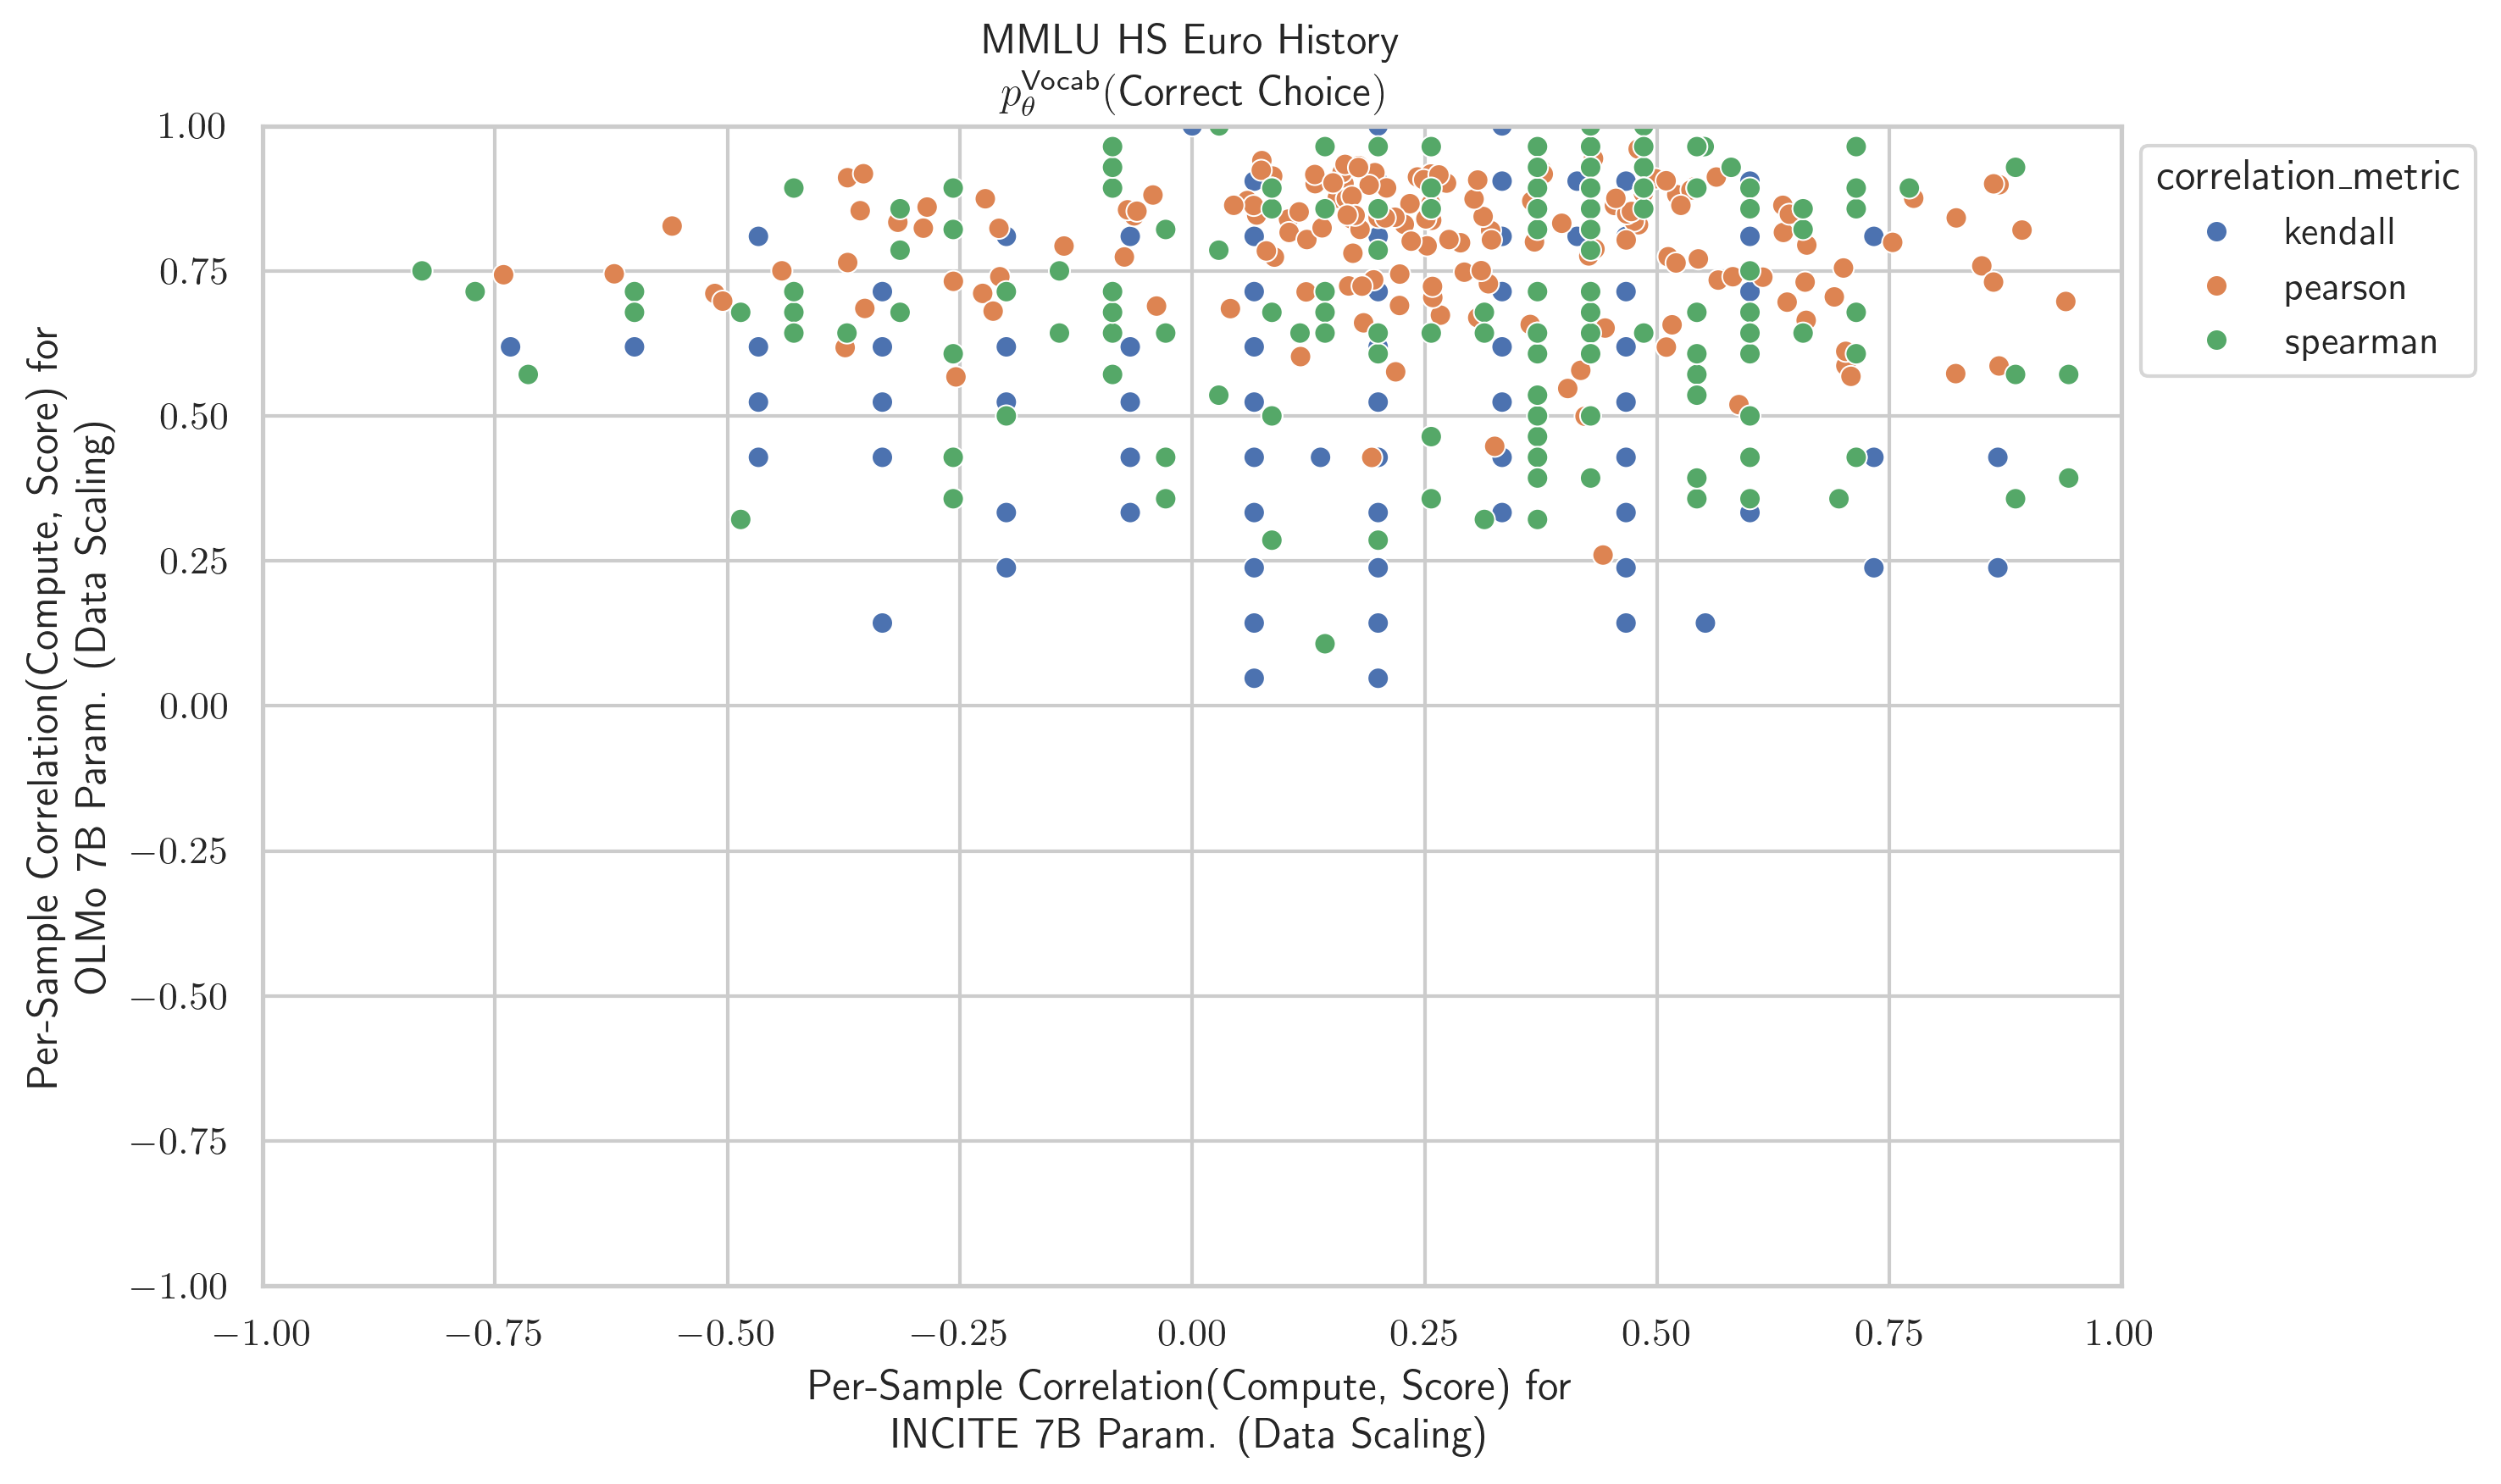 MMLU HS Euro History
p_θ^Vocab(Correct Choice)
1.00
0.75
0.50
0.25
0.00
−0.25
−0.50
−0.75
−1.00
Per-Sample Correlation(Compute, Score) for
OLMo 7B Param. (Data Scaling)
correlation_metric
kendall
pearson
spearman
−1.00 −0.75 −0.50 −0.25 0.00 0.25 0.50 0.75 1.00
Per-Sample Correlation(Compute, Score) for
INCITE 7B Param. (Data Scaling)